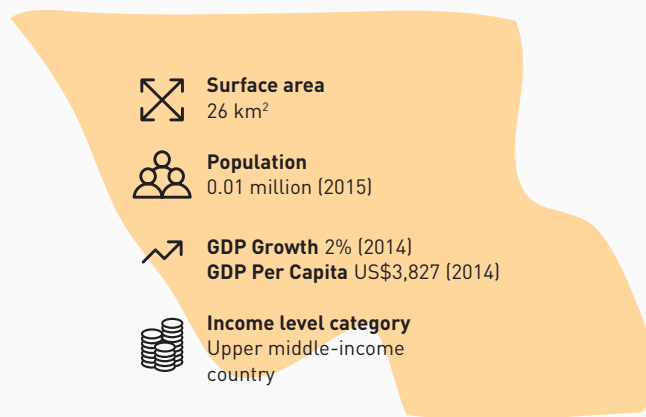 Surface area
26 km²
Population
0.01 million (2015)
GDP Growth 2% (2014)
GDP Per Capita US$3,827 (2014)
Income level category
Upper middle-income
country